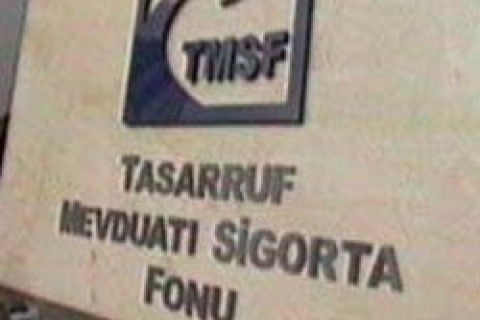 TMSF
TASARRUF
MEVDUATI SİGORTA
FONU